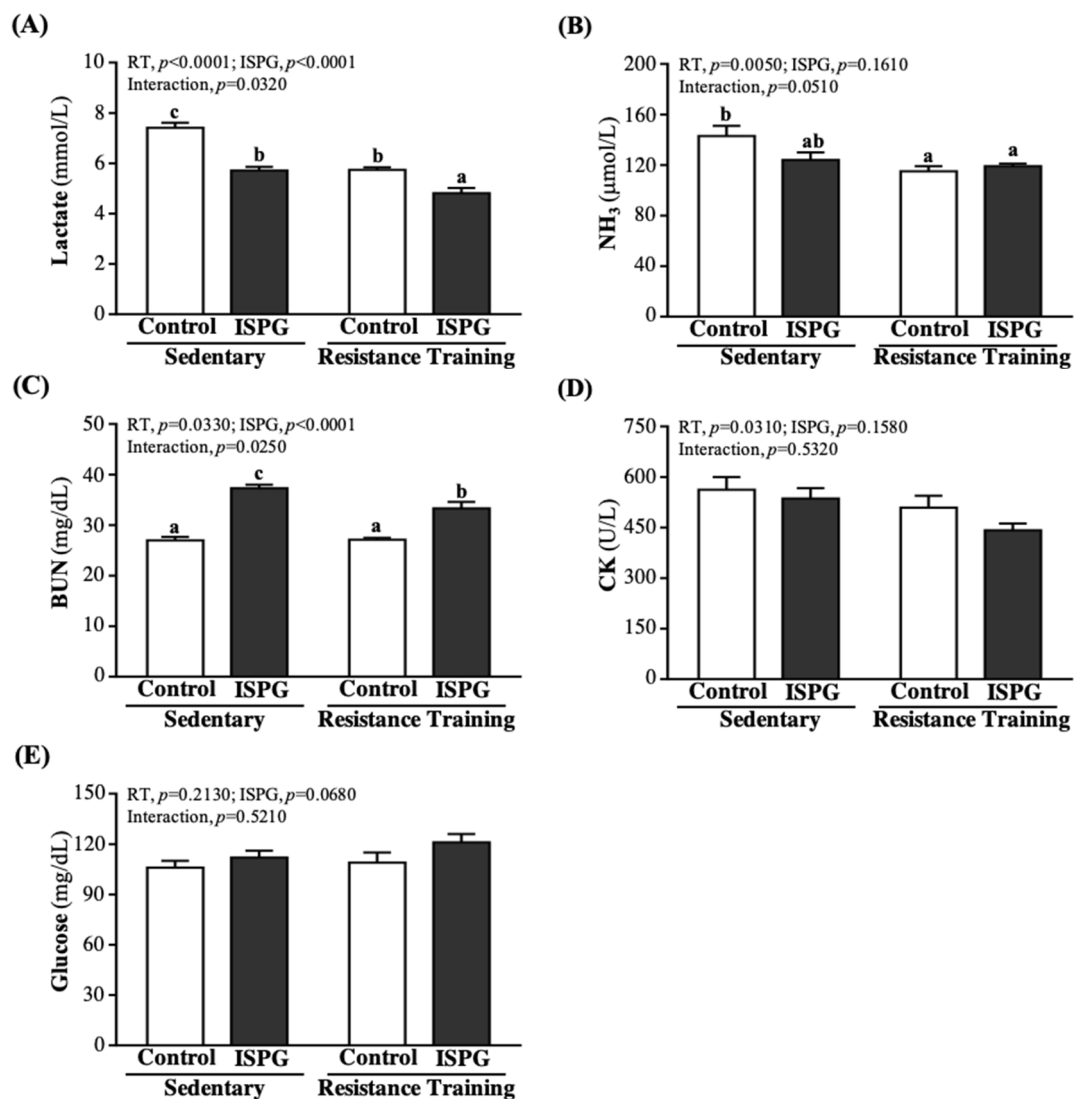 (A)
RT, p<0.0001; ISPG, p<0.0001
Interaction, p=0.0320
Lactate (mmol/L)
10
8
6
4
2
0
c
b
b
a
Control ISPG Control ISPG
Sedentary Resistance Training
(B)
RT, p=0.0050; ISPG, p=0.1610
Interaction, p=0.0510
NH3 (μmol/L)
200
160
120
80
40
0
b
ab
a
a
Control ISPG Control ISPG
Sedentary Resistance Training
(C)
RT, p=0.0330; ISPG, p<0.0001
Interaction, p=0.0250
BUN (mg/dL)
50
40
30
20
10
0
a
c
a
b
Control ISPG Control ISPG
Sedentary Resistance Training
(D)
RT, p=0.0310; ISPG, p=0.1580
Interaction, p=0.5320
CK (U/L)
750
600
450
300
150
0
Control ISPG Control ISPG
Sedentary Resistance Training
(E)
RT, p=0.2130; ISPG, p=0.0680
Interaction, p=0.5210
Glucose (mg/dL)
150
120
90
60
30
0
Control ISPG Control ISPG
Sedentary Resistance Training